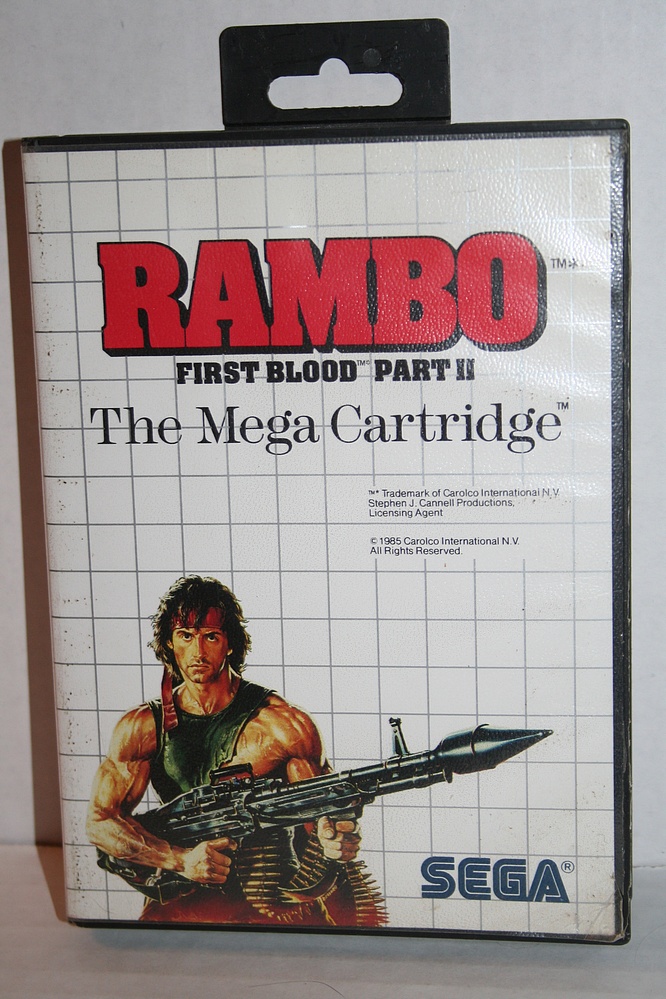 RAMBO TM*
FIRST BLOOD™© PART II
The Mega Cartridge™
TM* Trademark of Carolco International N.V.
Stephen J. Cannell Productions,
Licensing Agent
© 1985 Carolco International N.V.
All Rights Reserved.
SEGA®